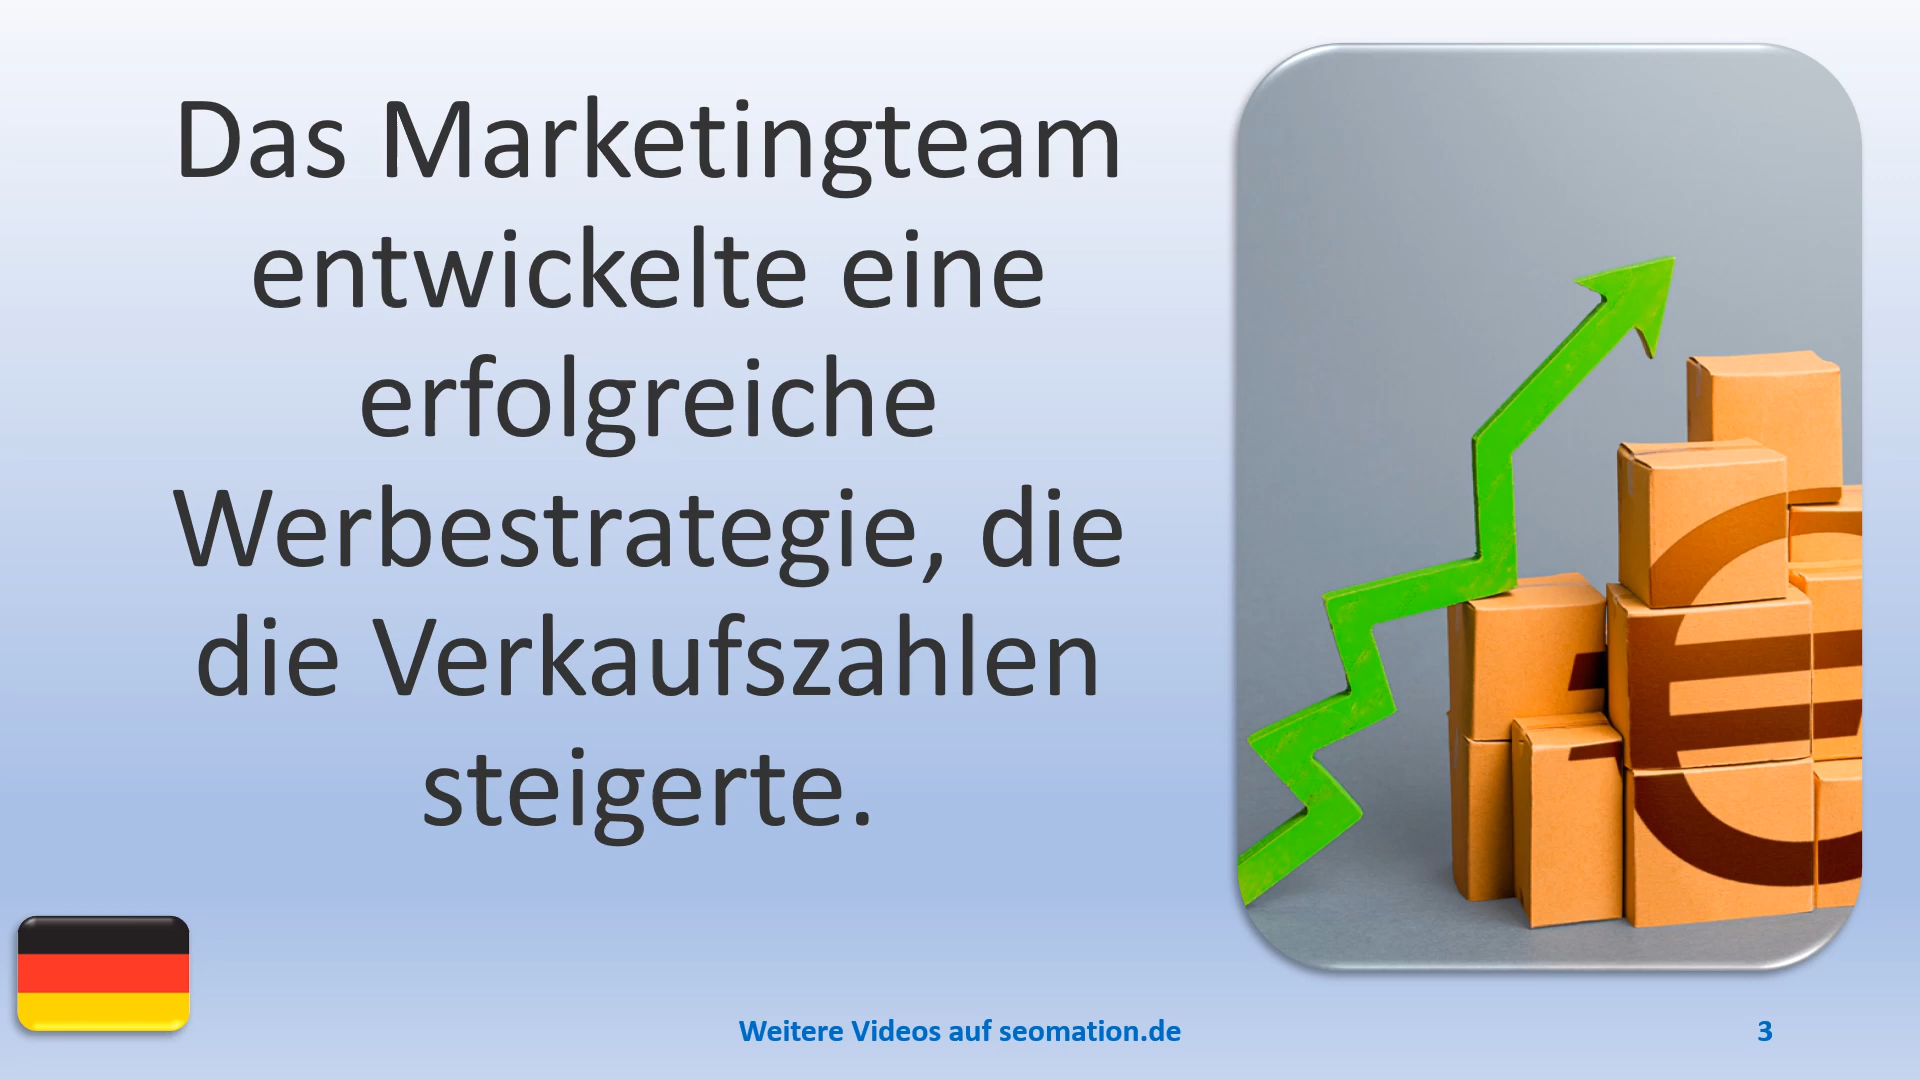 Das Marketingteam
entwickelte eine
erfolgreiche
Werbestrategie, die
die Verkaufszahlen
steigerte.
Weitere Videos auf seomation.de
3